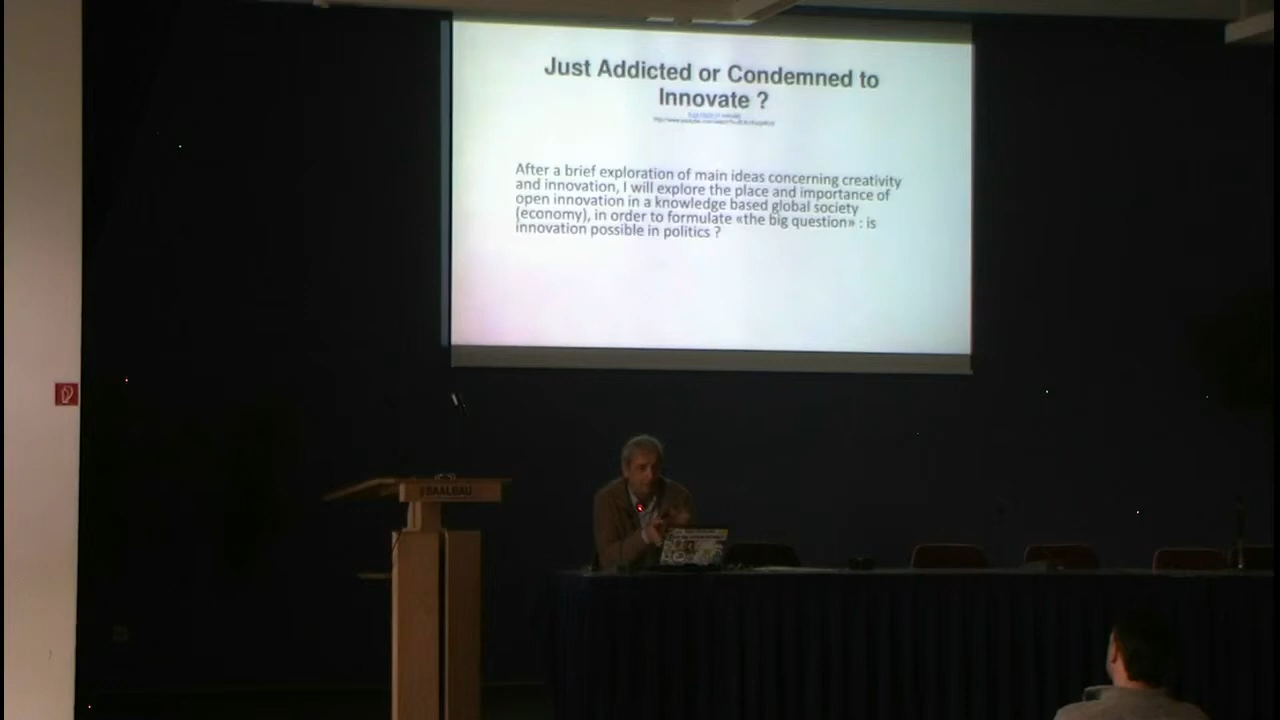 Just Addicted or Condemned to
Innovate ?
After a brief exploration of main ideas concerning creativity
and innovation, I will explore the place and importance of
open innovation in a knowledge based global society
(economy), in order to formulate «the big question» : is
innovation possible in politics ?
SAALBAU